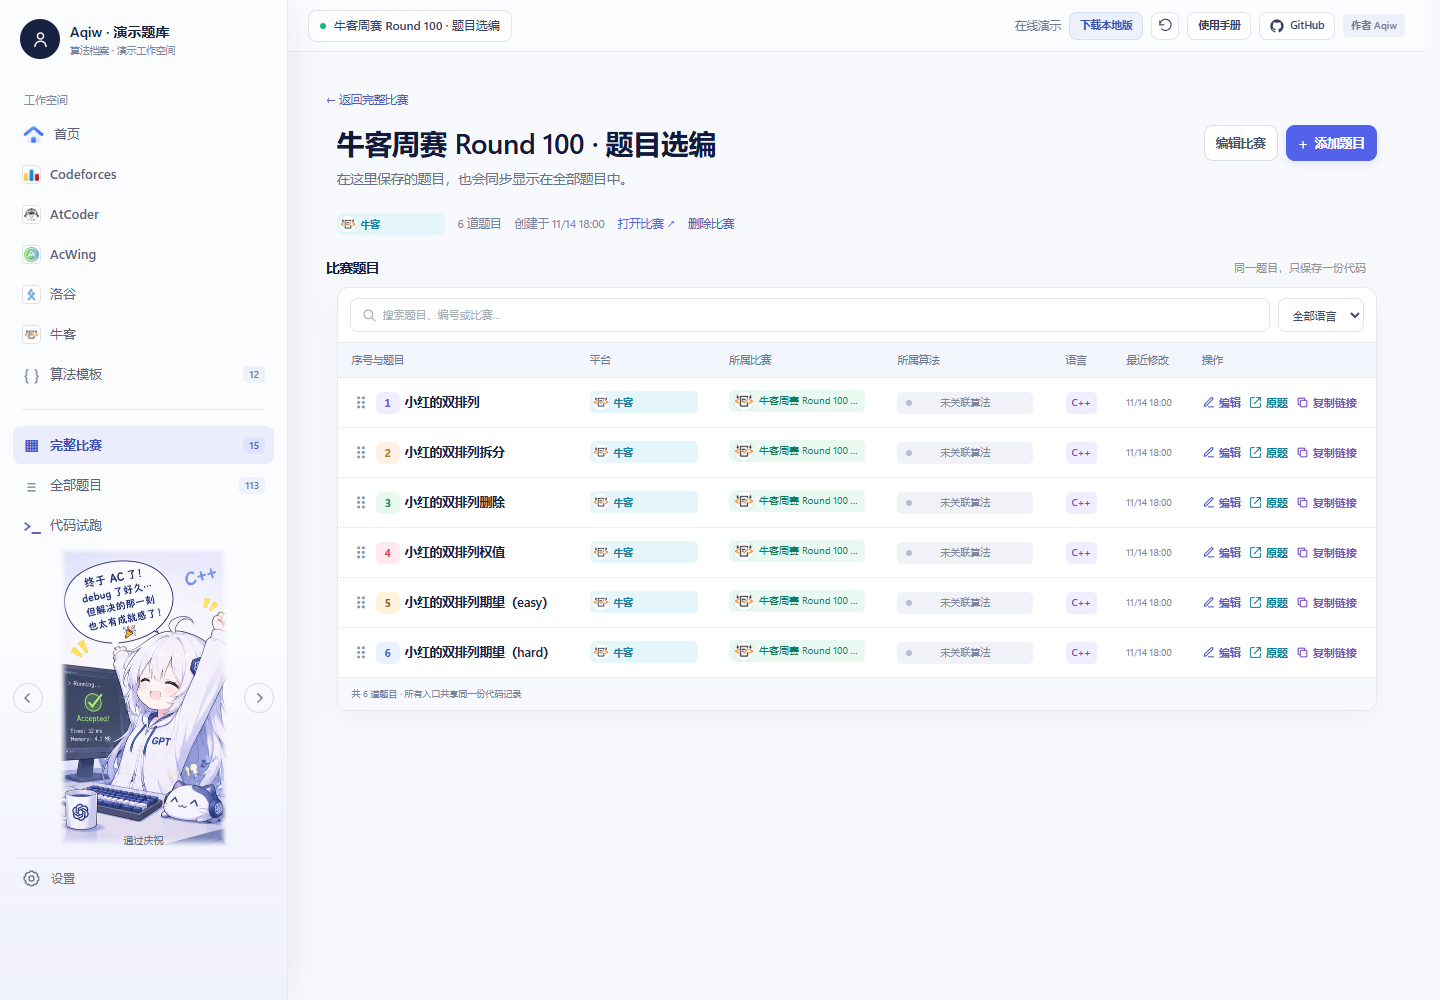 Aqiw · 演示题库
算法档案 · 演示工作空间
工作空间
首页
Codeforces
AtCoder
AcWing
洛谷
牛客
{ } 算法模板 12
完整比赛 15
全部题目 113
代码试跑
终于 AC 了!
debug 了好久…
但解决的那一刻
也太有成就感了!
C++
> Running...
Accepted!
Time: 32 ms
Memory: 4.3 MB
GPT
通过庆祝
设置
牛客周赛 Round 100 · 题目选编
在线演示 下载本地版 使用手册 GitHub 作者 Aqiw
← 返回完整比赛
牛客周赛 Round 100 · 题目选编
编辑比赛 + 添加题目
在这里保存的题目，也会同步显示在全部题目中。
牛客 6 道题目 创建于 11/14 18:00 打开比赛 ↗ 删除比赛
比赛题目 同一题目，只保存一份代码
搜索题目、编号或比赛... 全部语言
序号与题目 平台 所属比赛 所属算法 语言 最近修改 操作
1 小红的双排列 牛客 牛客周赛 Round 100 ... 未关联算法 C++ 11/14 18:00 编辑 原题 复制链接
2 小红的双排列拆分 牛客 牛客周赛 Round 100 ... 未关联算法 C++ 11/14 18:00 编辑 原题 复制链接
3 小红的双排列删除 牛客 牛客周赛 Round 100 ... 未关联算法 C++ 11/14 18:00 编辑 原题 复制链接
4 小红的双排列权值 牛客 牛客周赛 Round 100 ... 未关联算法 C++ 11/14 18:00 编辑 原题 复制链接
5 小红的双排列期望（easy) 牛客 牛客周赛 Round 100 ... 未关联算法 C++ 11/14 18:00 编辑 原题 复制链接
6 小红的双排列期望（hard) 牛客 牛客周赛 Round 100 ... 未关联算法 C++ 11/14 18:00 编辑 原题 复制链接
共 6 道题目 · 所有入口共享同一份代码记录